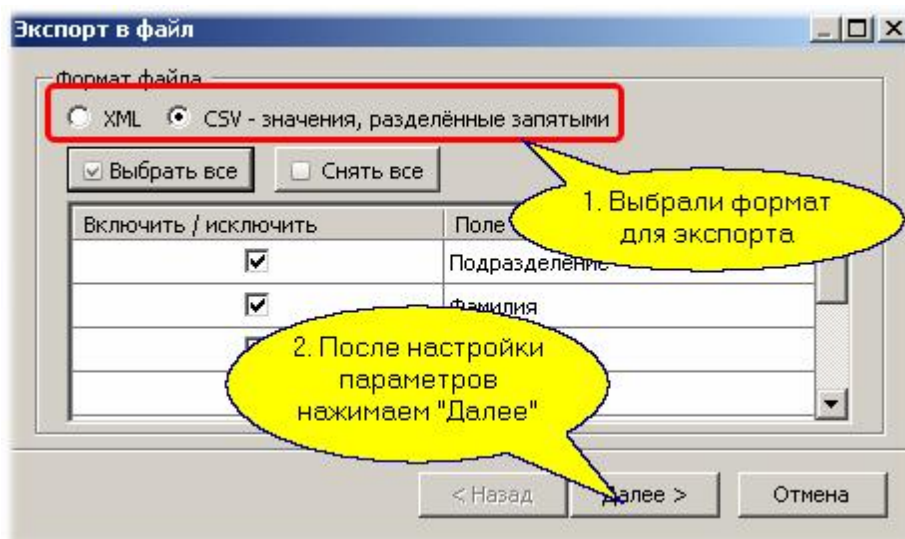 Экспорт в файл
Формат файла
XML CSV - значения, разделённые запятыми
Выбрать все Снять все
1. Выбрали формат
для экспорта
Включить / исключить Поле
Подразделение
Фамилия
2. После настройки
параметров
нажимаем "Далее"
< Назад Далее > Отмена